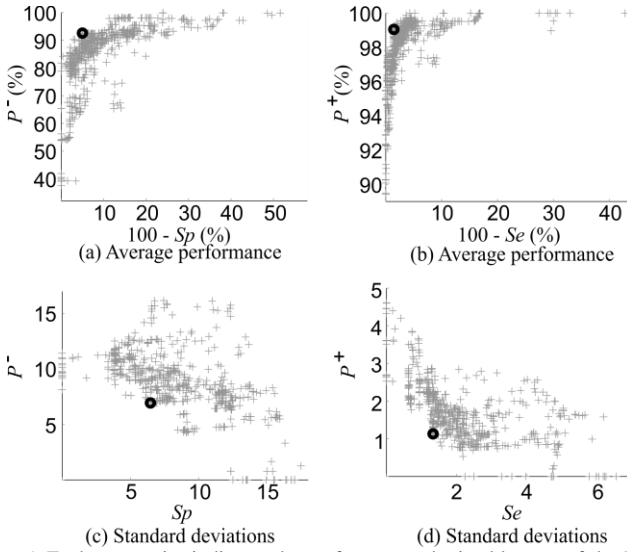 100
90
80
70
60
50
40
P⁻(%)
10 20 30 40 50
100 - Sp (%)
(a) Average performance
100
98
96
94
92
90
P⁺(%)
10 20 30 40
100 - Se (%)
(b) Average performance
15
10
5
P⁻
5 10 15
Sp
(c) Standard deviations
5
4
3
2
1
P⁺
2 4 6
Se
(d) Standard deviations